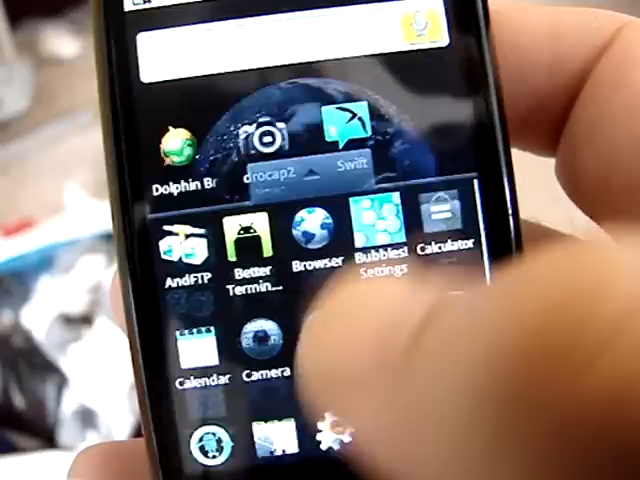 drocap2
Swift
Dolphin Br
AndFTP
Better
Termin...
Browser
Bubbles!
Settings
Calculator
Calendar
Camera